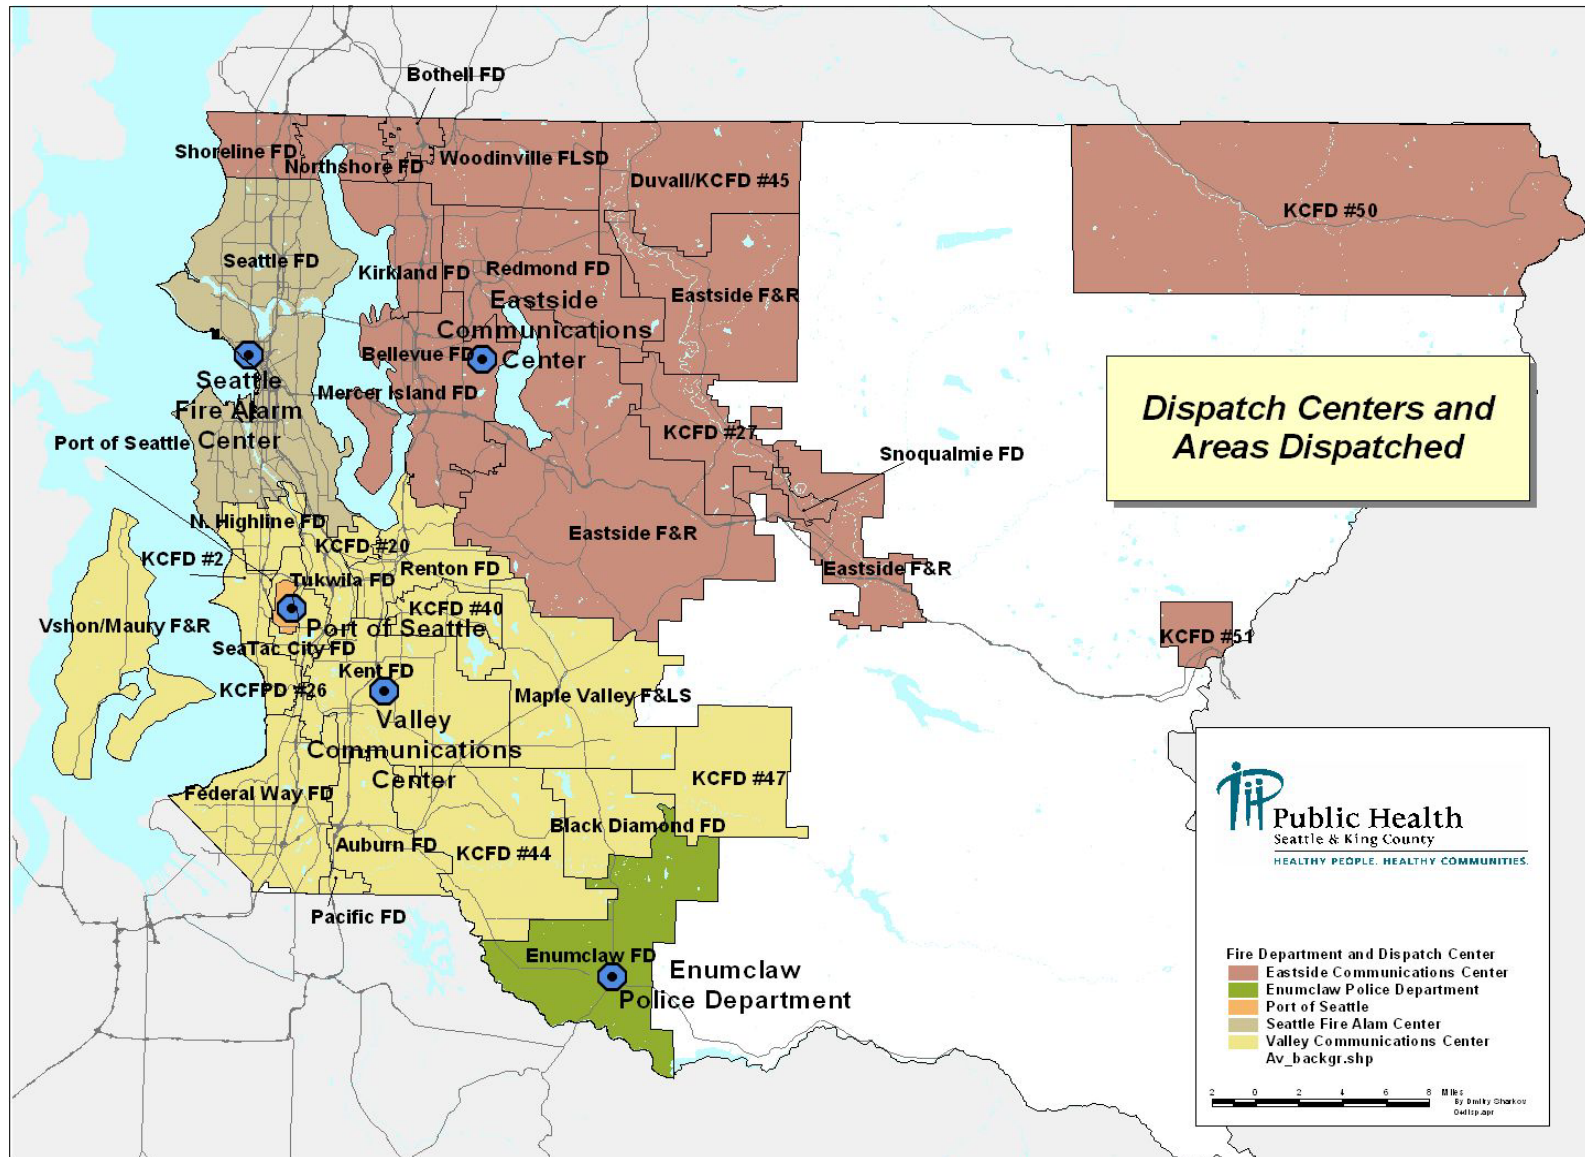 Bothell FD
Shoreline FD
Northshore FD
Woodinville FLSD
Duvall/KCFD #45
KCFD #50
Seattle FD
Kirkland FD
Redmond FD
Eastside F&R
Eastside
Communications
Center
Bellevue FD
Seattle
Fire Alarm
Center
Mercer Island FD
Dispatch Centers and
Areas Dispatched
Port of Seattle
KCFD #27
Snoqualmie FD
N. Highline FD
KCFD #2
KCFD #20
Eastside F&R
Renton FD
Eastside F&R
Tukwila FD
KCFD #40
Vshon/Maury F&R
Port of Seattle
KCFD #51
SeaTac City FD
Kent FD
KCFPD #26
Maple Valley F&LS
Valley
Communications
Center
KCFD #47
Federal Way FD
Black Diamond FD
Auburn FD
KCFD #44
Pacific FD
Enumclaw FD
Enumclaw
Police Department
Public Health
Seattle & King County
HEALTHY PEOPLE. HEALTHY COMMUNITIES.
Fire Department and Dispatch Center
Eastside Communications Center
Enumclaw Police Department
Port of Seattle
Seattle Fire Alam Center
Valley Communications Center
Av_backgr.shp
2 0 2 4 6 8 Miles
By Dmitry Sharkov